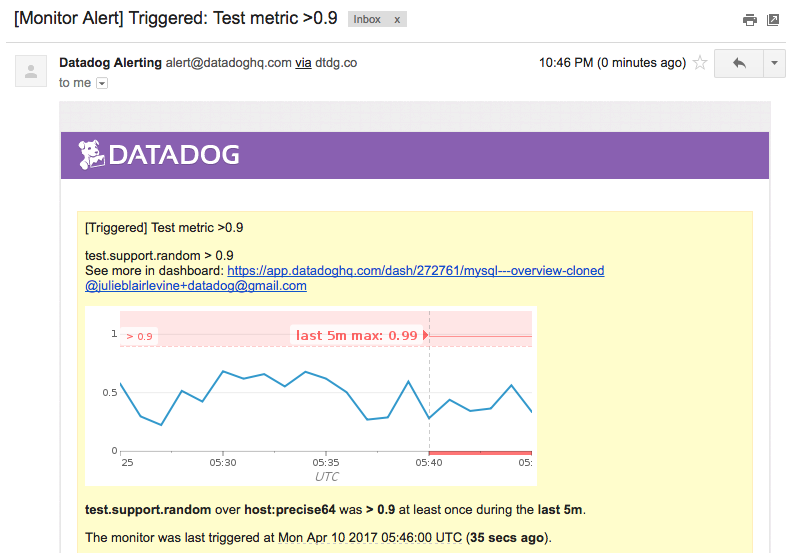 [Monitor Alert] Triggered: Test metric >0.9 Inbox x
Datadog Alerting alert@datadoghq.com via dtdg.co 10:46 PM (0 minutes ago)
to me
DATADOG
[Triggered] Test metric >0.9
test.support.random > 0.9
See more in dashboard: https://app.datadoghq.com/dash/272761/mysql---overview-cloned
@julieblairlevine+datadog@gmail.com
1 > 0.9 last 5m max: 0.99
0.5
0
25 05:30 05:35 05:40 05:
UTC
test.support.random over host:precise64 was > 0.9 at least once during the last 5m.
The monitor was last triggered at Mon Apr 10 2017 05:46:00 UTC (35 secs ago).